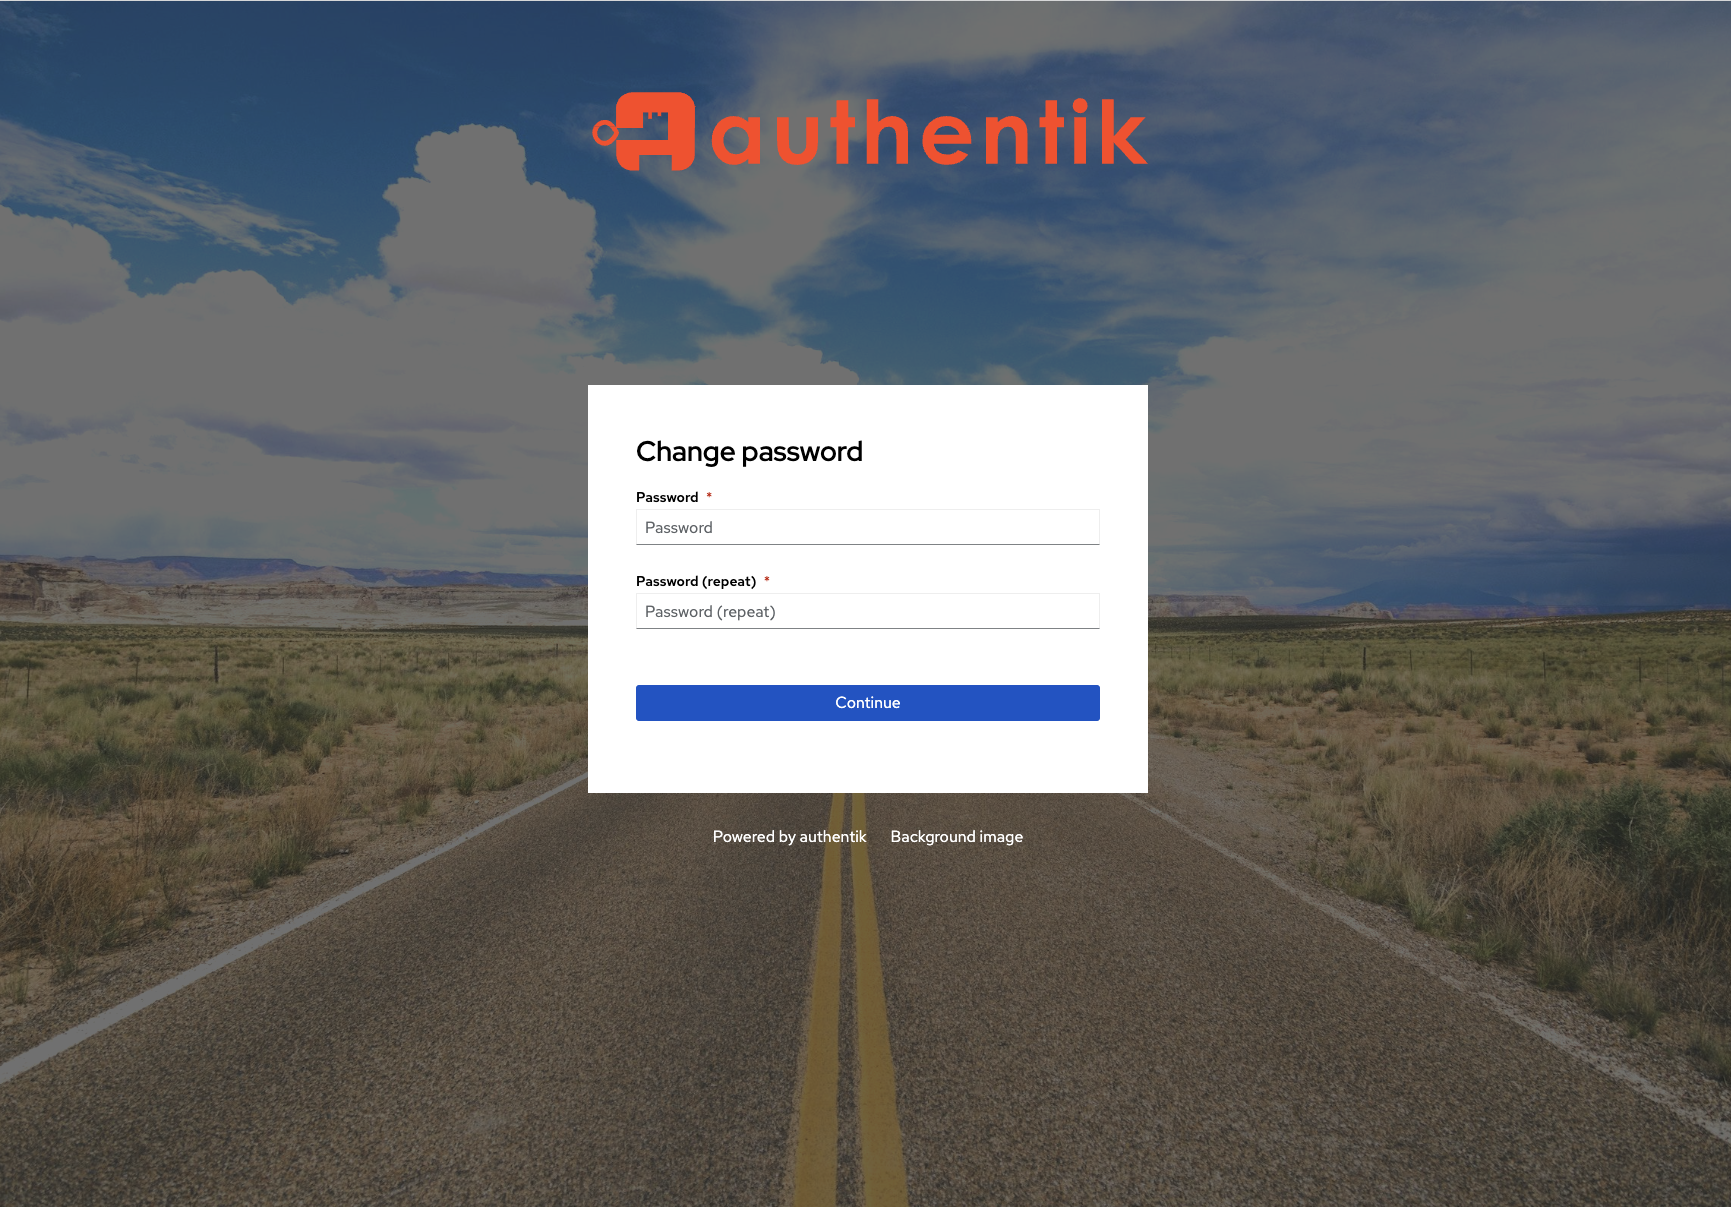 authentik
Change password
Password *
Password
Password (repeat) *
Password (repeat)
Continue
Powered by authentik Background image